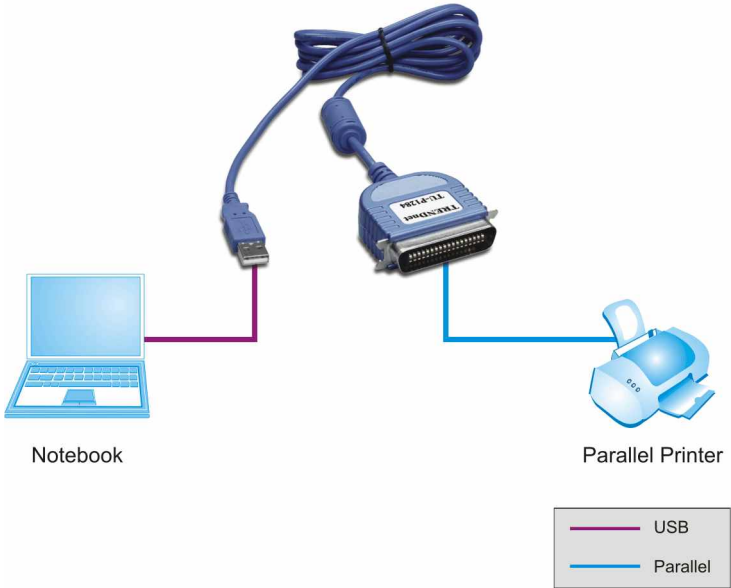 TRENDnet
TU-P1284
Notebook
Parallel Printer
USB
Parallel